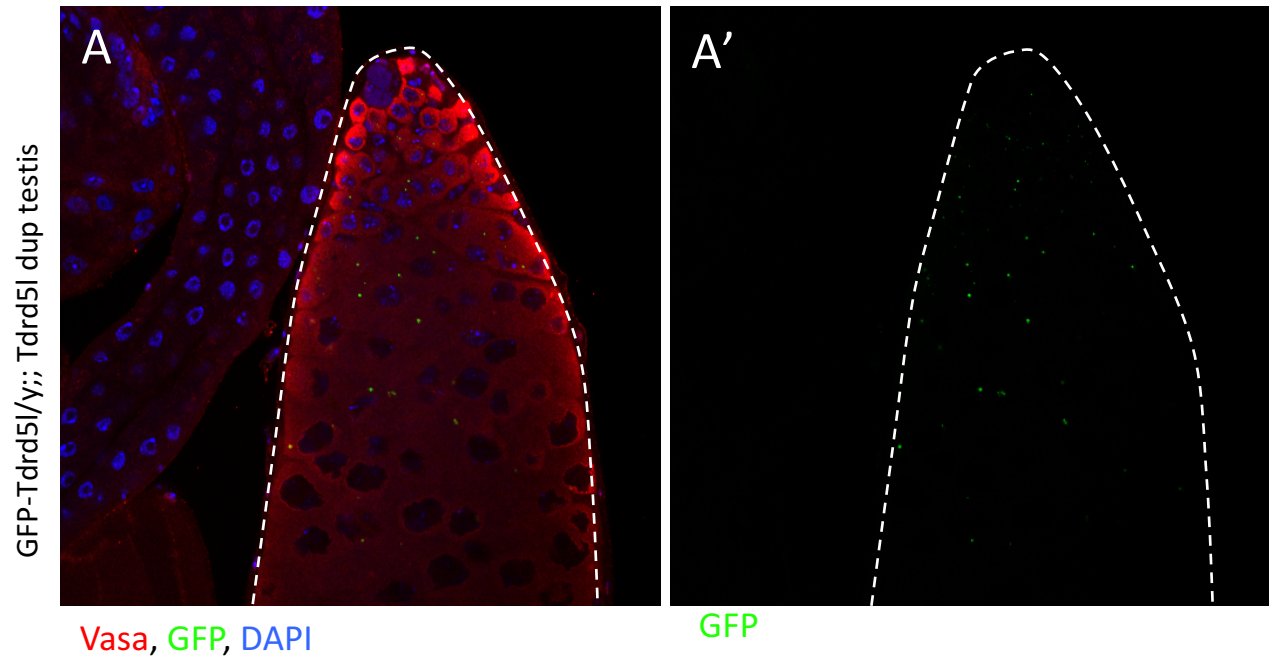 A
A’
GFP-Tdrd5l/y;; Tdrd5l dup testis
Vasa, GFP, DAPI
GFP